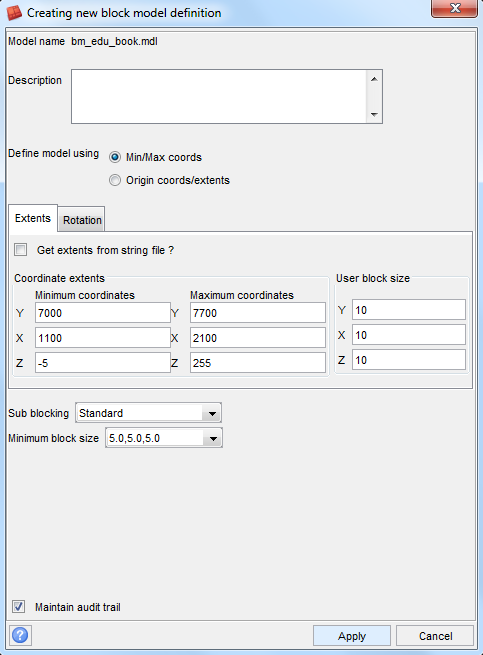 Creating new block model definition
Model name bm_edu_book.mdl
Description
Define model using Min/Max coords
Origin coords/extents
Extents Rotation
Get extents from string file ?
Coordinate extents User block size
Minimum coordinates Maximum coordinates
Y 7000 Y 7700 Y 10
X 1100 X 2100 X 10
Z -5 Z 255 Z 10
Sub blocking Standard
Minimum block size 5.0,5.0,5.0
Maintain audit trail
? Apply Cancel